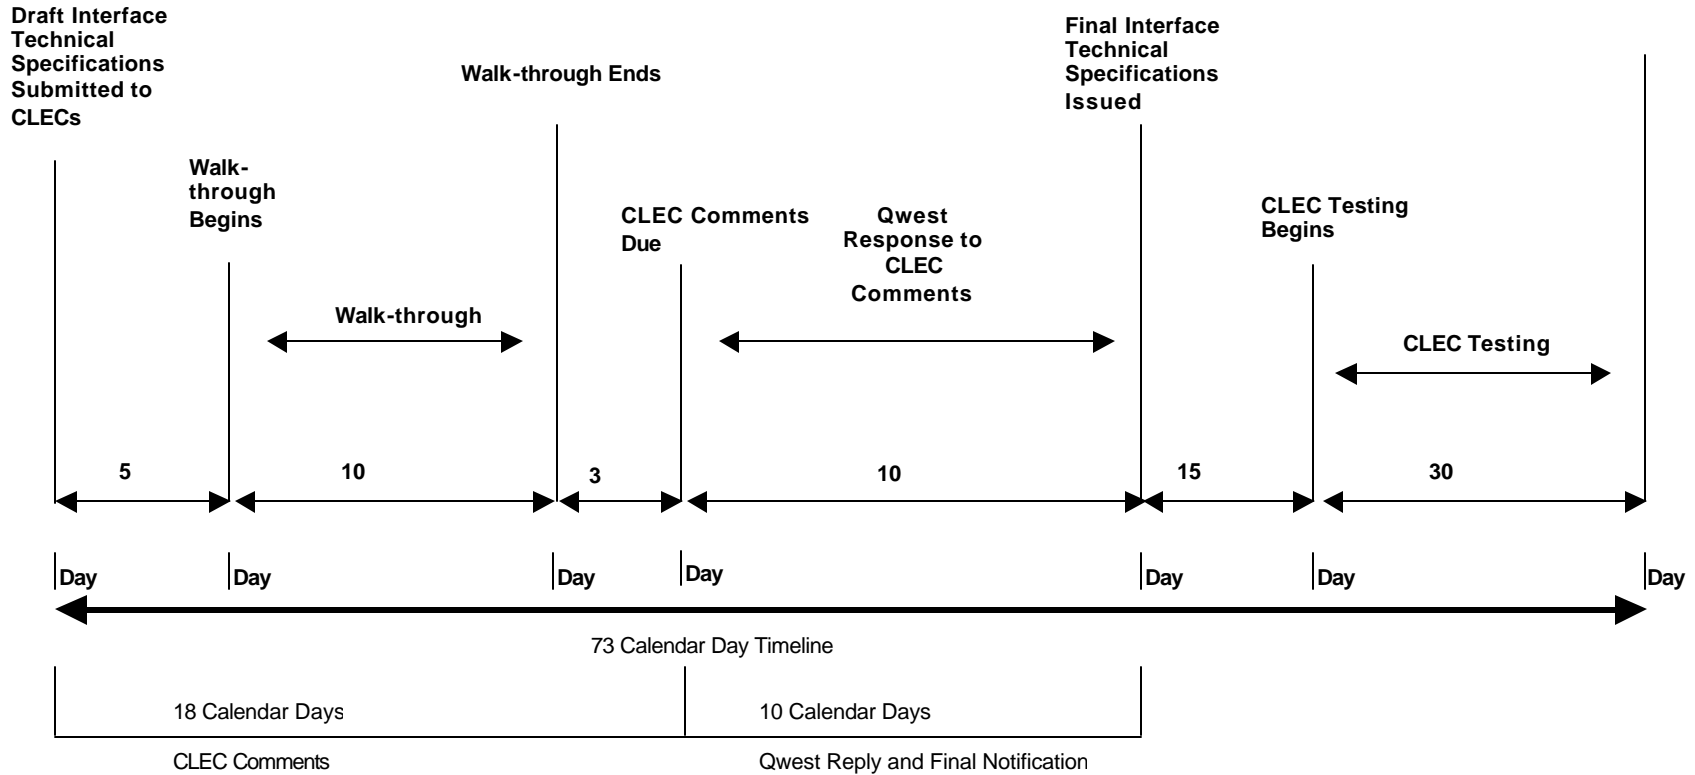 Draft Interface
Technical
Specifications
Submitted to
CLECs
Walk-
through
Begins
Walk-through Ends
CLEC Comments
Due
Qwest
Response to
CLEC
Comments
Final Interface
Technical
Specifications
Issued
CLEC Testing
Begins
Walk-through
CLEC Testing
5
10
3
10
15
30
Day
Day
Day
Day
Day
Day
Day
73 Calendar Day Timeline
18 Calendar Days
10 Calendar Days
CLEC Comments
Qwest Reply and Final Notification